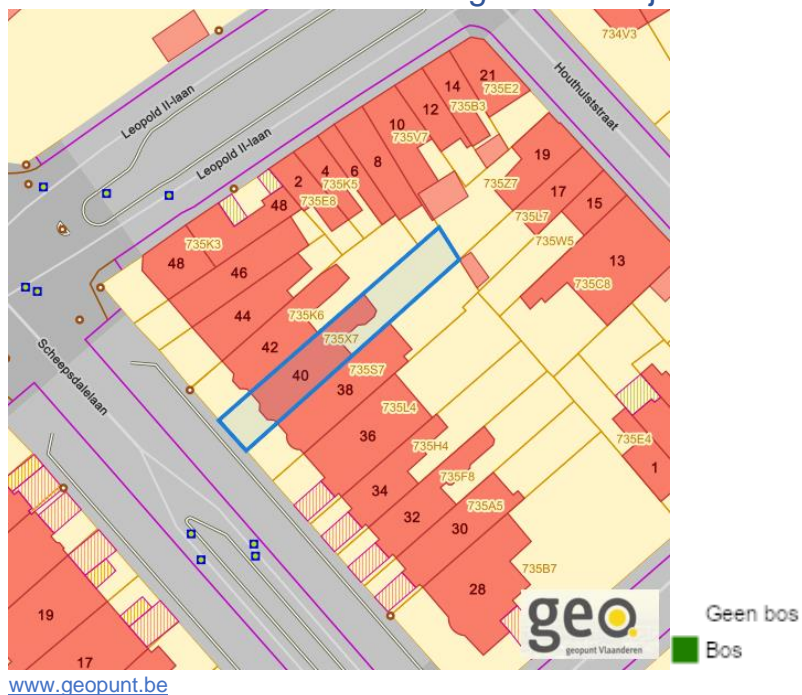 734V3
Leopold II-laan
Leopold II-laan
Houthulststraat
21
735E2
14
735B3
12
10
735V7
8
6
4
735K5
2
735E8
48
19
735Z7
17
735L7
15
735W5
13
735C8
735K3
48
46
44
735K6
42
735X7
40
735S7
38
735L4
36
735H4
34
735F8
32
735A5
30
735B7
28
735E4
1
Scheepsdalelaan
19
17
geo
geopunt Vlaanderen
Geen bos
Bos
www.geopunt.be